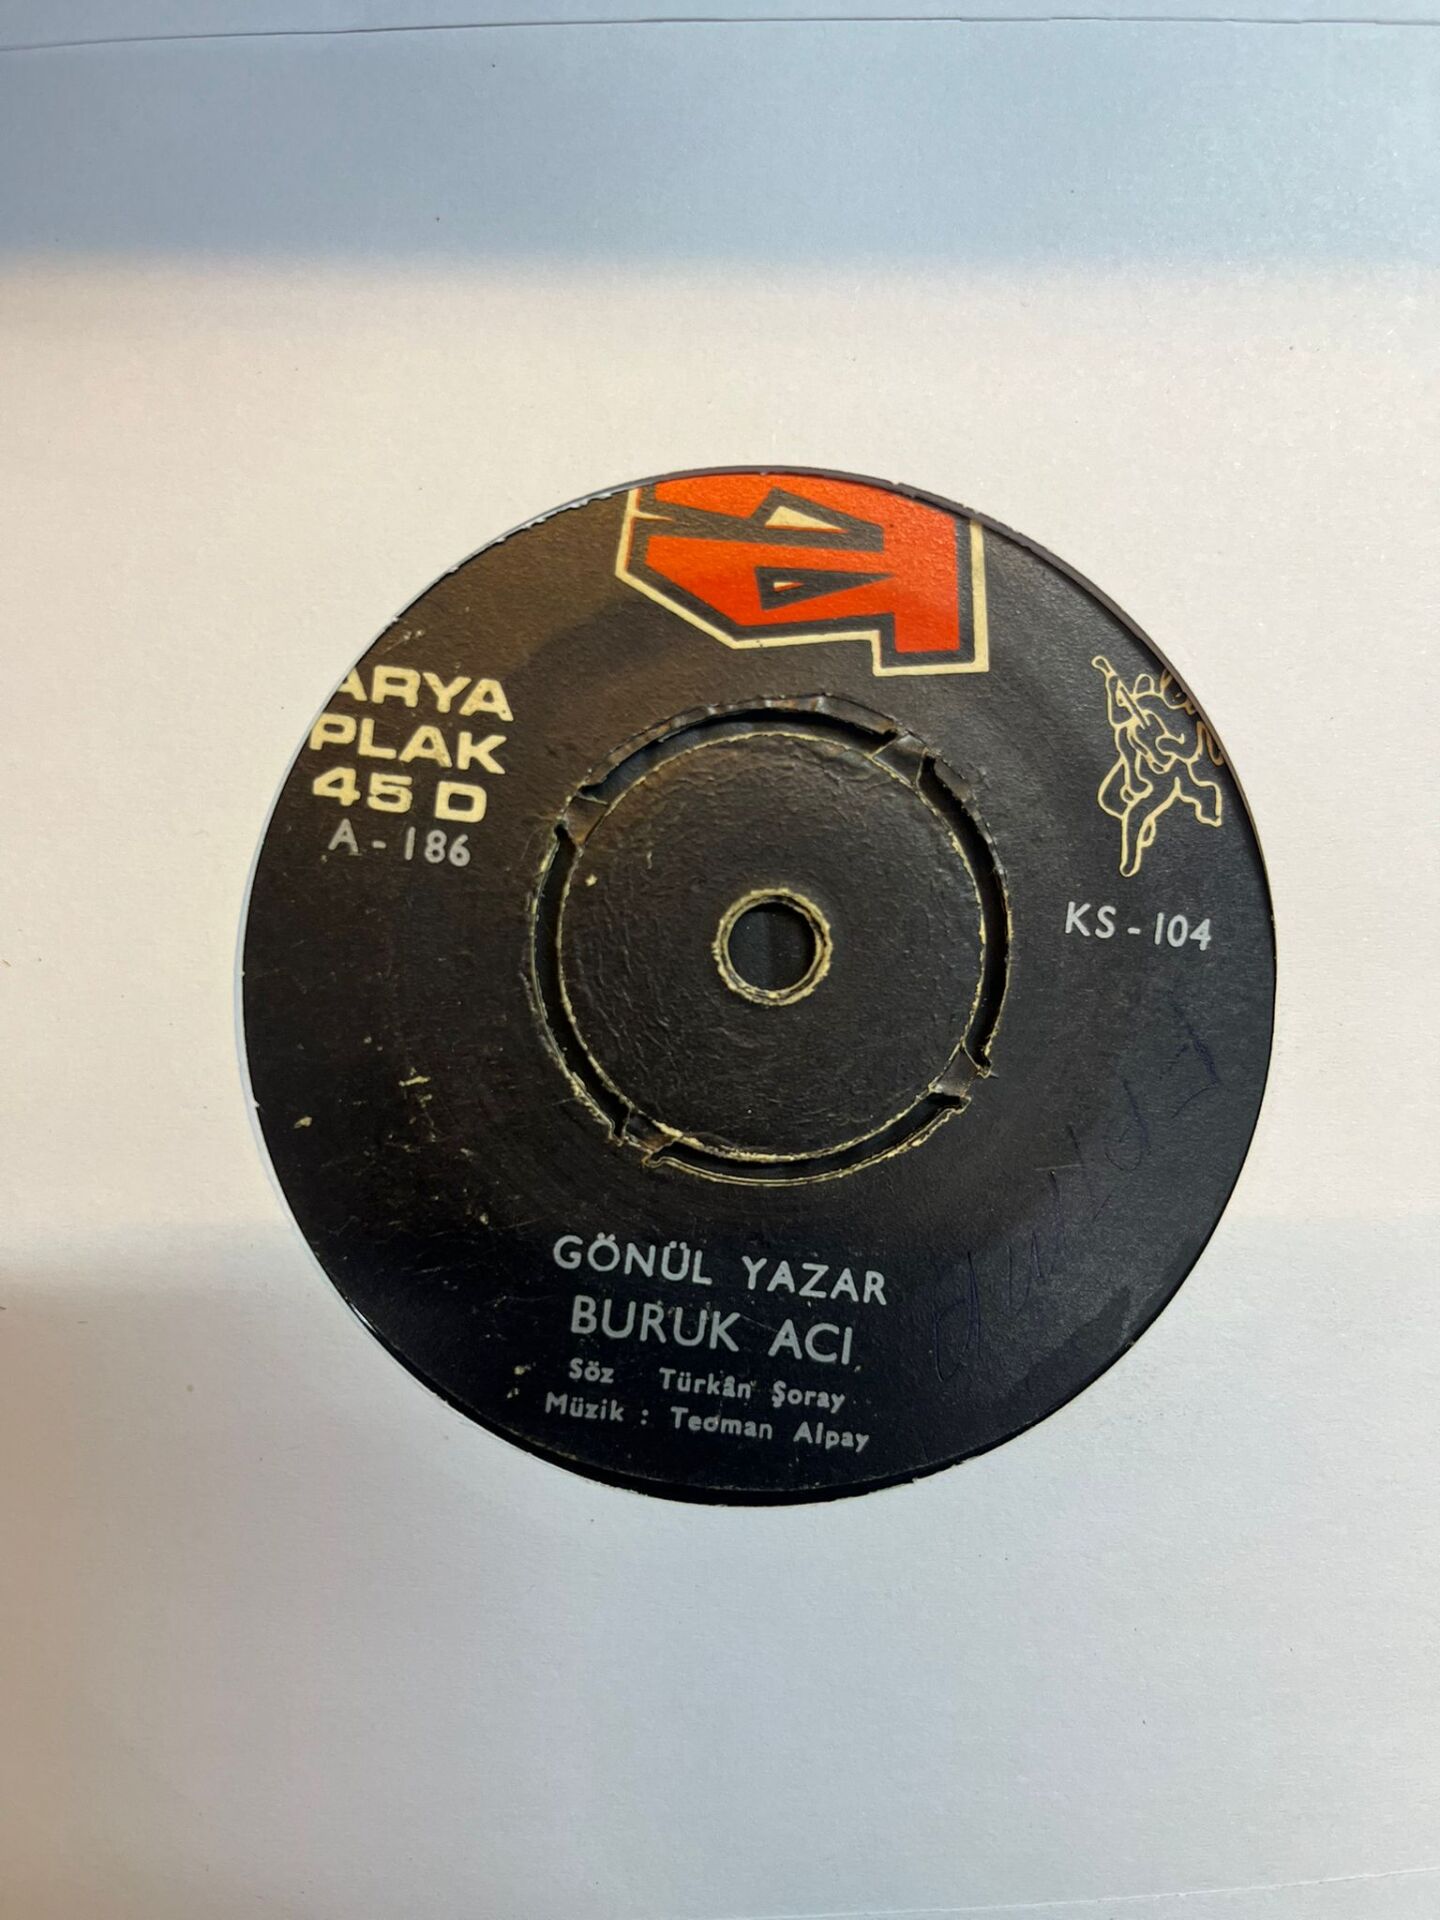 ARYA
PLAK
45 D
A - 186
KS - 104
GÖNÜL YAZAR
BURUK ACI
Söz Türkân Şoray
Müzik : Teoman Alpay